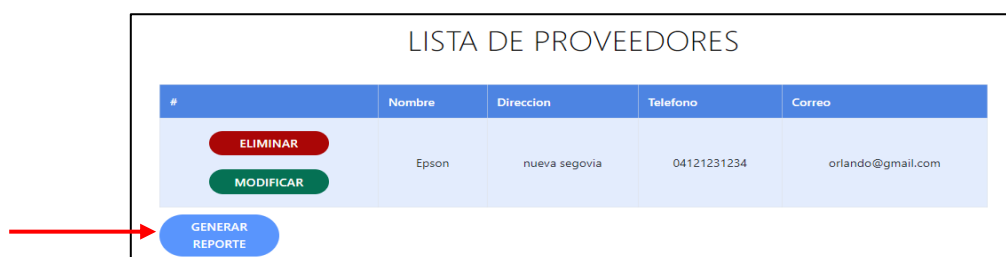 LISTA DE PROVEEDORES
# Nombre Direccion Telefono Correo
ELIMINAR
Epson nueva segovia 04121231234 orlando@gmail.com
MODIFICAR
GENERAR
REPORTE